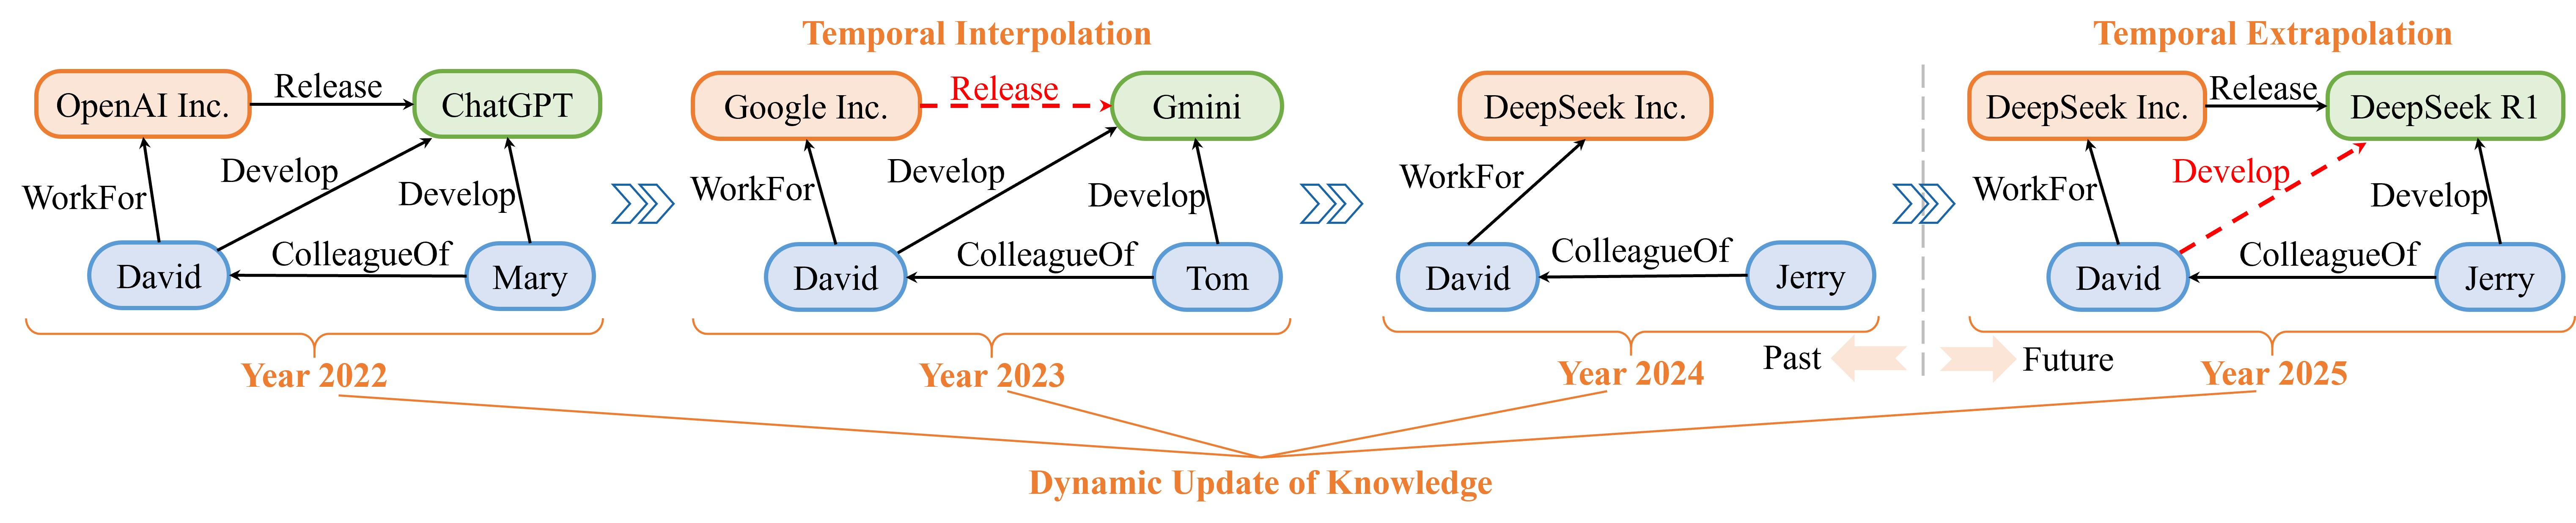 Temporal Interpolation
Temporal Extrapolation
OpenAI Inc.
Release
ChatGPT
WorkFor
Develop
Develop
David
ColleagueOf
Mary
Year 2022
Google Inc.
Release
Gmini
WorkFor
Develop
Develop
David
ColleagueOf
Tom
Year 2023
DeepSeek Inc.
WorkFor
David
ColleagueOf
Jerry
Year 2024
Past
Future
DeepSeek Inc.
Release
DeepSeek R1
WorkFor
Develop
Develop
David
ColleagueOf
Jerry
Year 2025
Dynamic Update of Knowledge